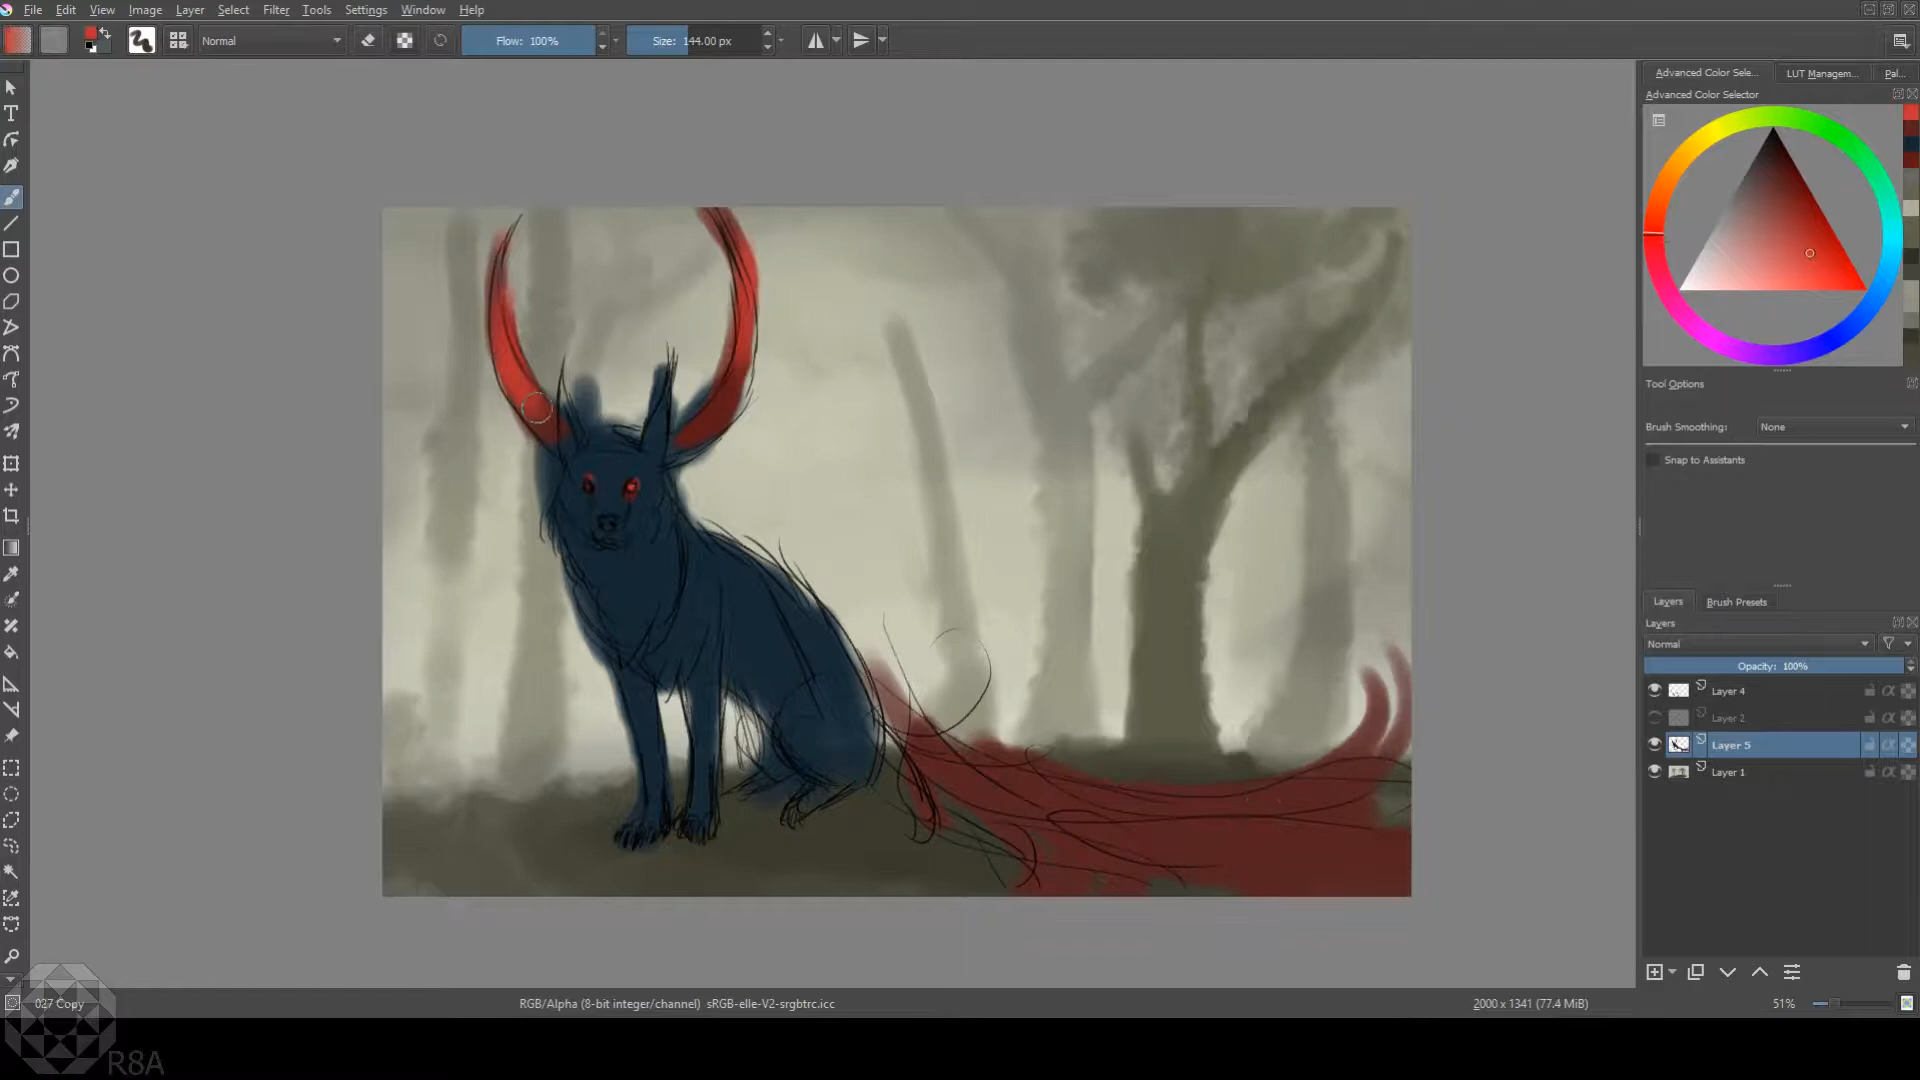 File Edit View Image Layer Select Filter Tools Settings Window Help
Normal Flow: 100% Size: 144.00 px
Advanced Color Sele... LUT Managem... Pal...
Advanced Color Selector
Tool Options
Brush Smoothing: None
Snap to Assistants
Layers Brush Presets
Layers
Normal
Opacity: 100%
Layer 4
Layer 2
Layer 5
Layer 1
027 Copy RGB/Alpha (8-bit integer/channel) sRGB-elle-V2-srgbtrc.icc 2000 x 1341 (77.4 MiB) 51%
R8A